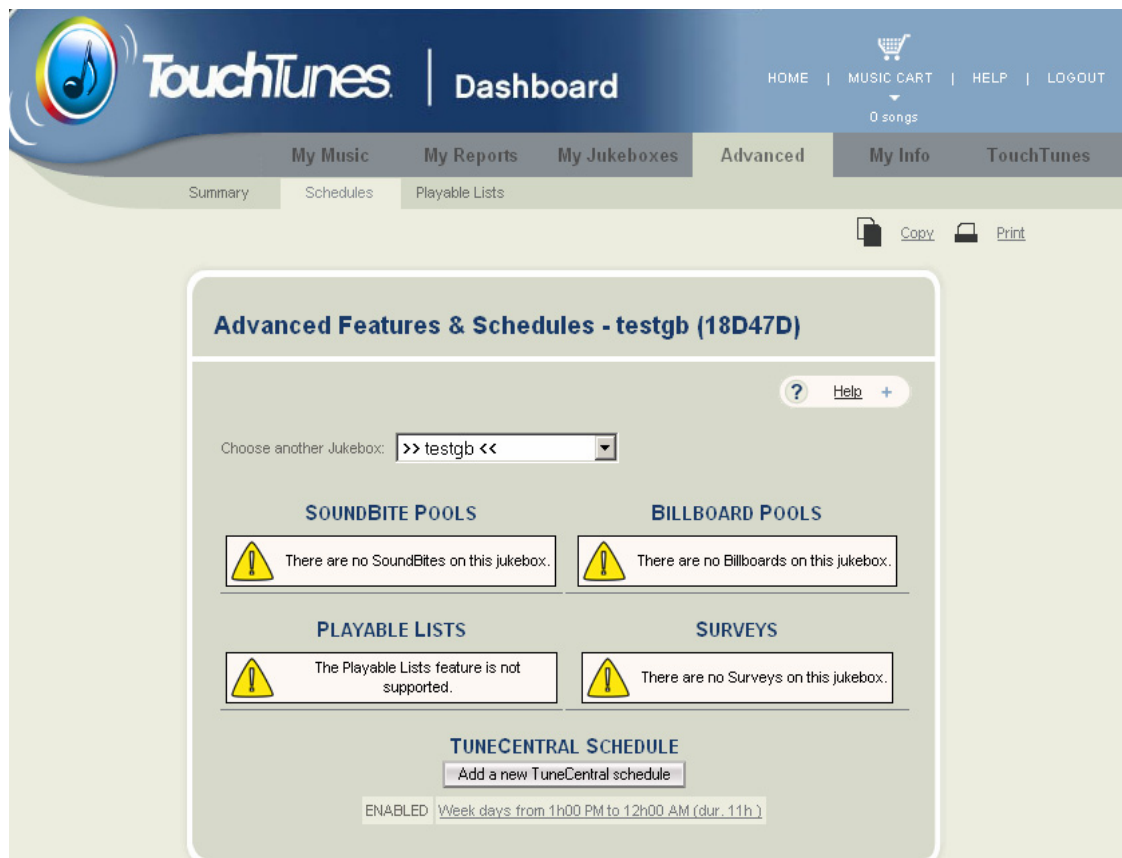 TouchTunes. | Dashboard
HOME | MUSIC CART | HELP | LOGOUT
0 songs
My Music My Reports My Jukeboxes Advanced My Info TouchTunes
Summary Schedules Playable Lists
Copy Print
Advanced Features & Schedules - testgb (18D47D)
? Help +
Choose another Jukebox: >> testgb <<
SOUNDBITE POOLS BILLBOARD POOLS
There are no SoundBites on this jukebox. There are no Billboards on this jukebox.
PLAYABLE LISTS SURVEYS
The Playable Lists feature is not
supported.
There are no Surveys on this jukebox.
TUNECENTRAL SCHEDULE
Add a new TuneCentral schedule
ENABLED Week days from 1h00 PM to 12h00 AM (dur. 11h )